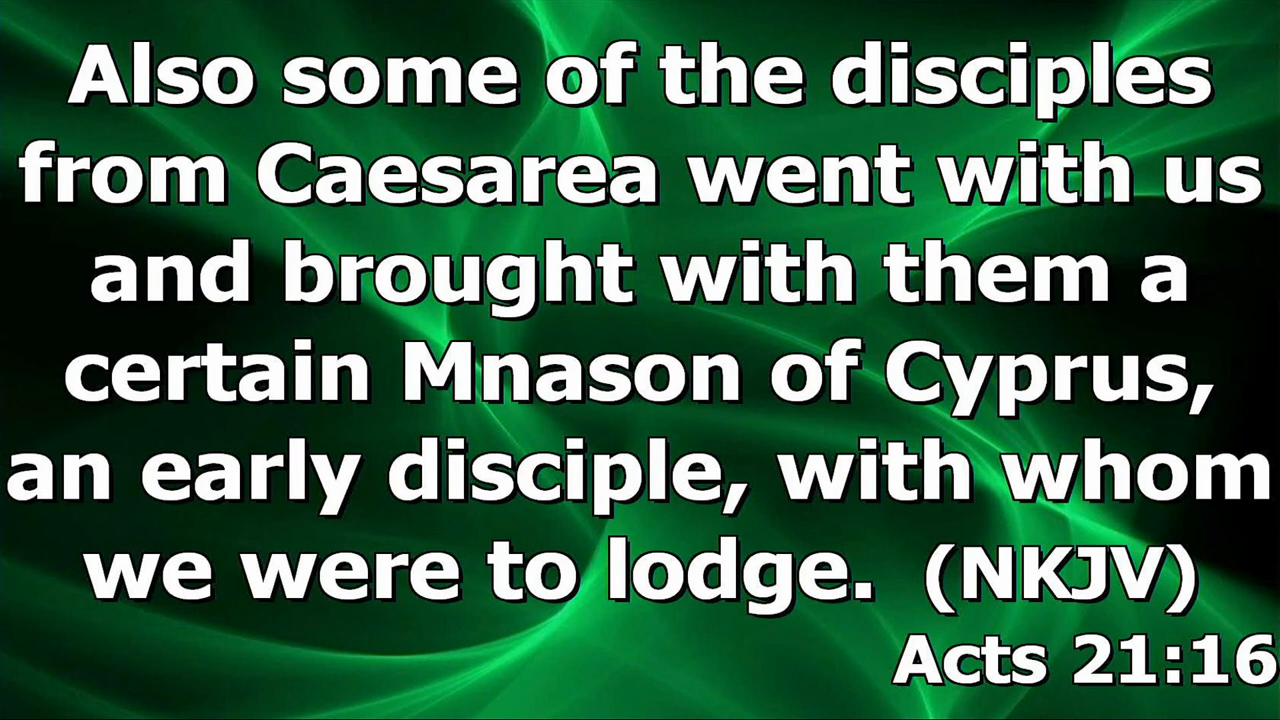 Also some of the disciples
from Caesarea went with us
and brought with them a
certain Mnason of Cyprus,
an early disciple, with whom
we were to lodge. (NKJV)
Acts 21:16